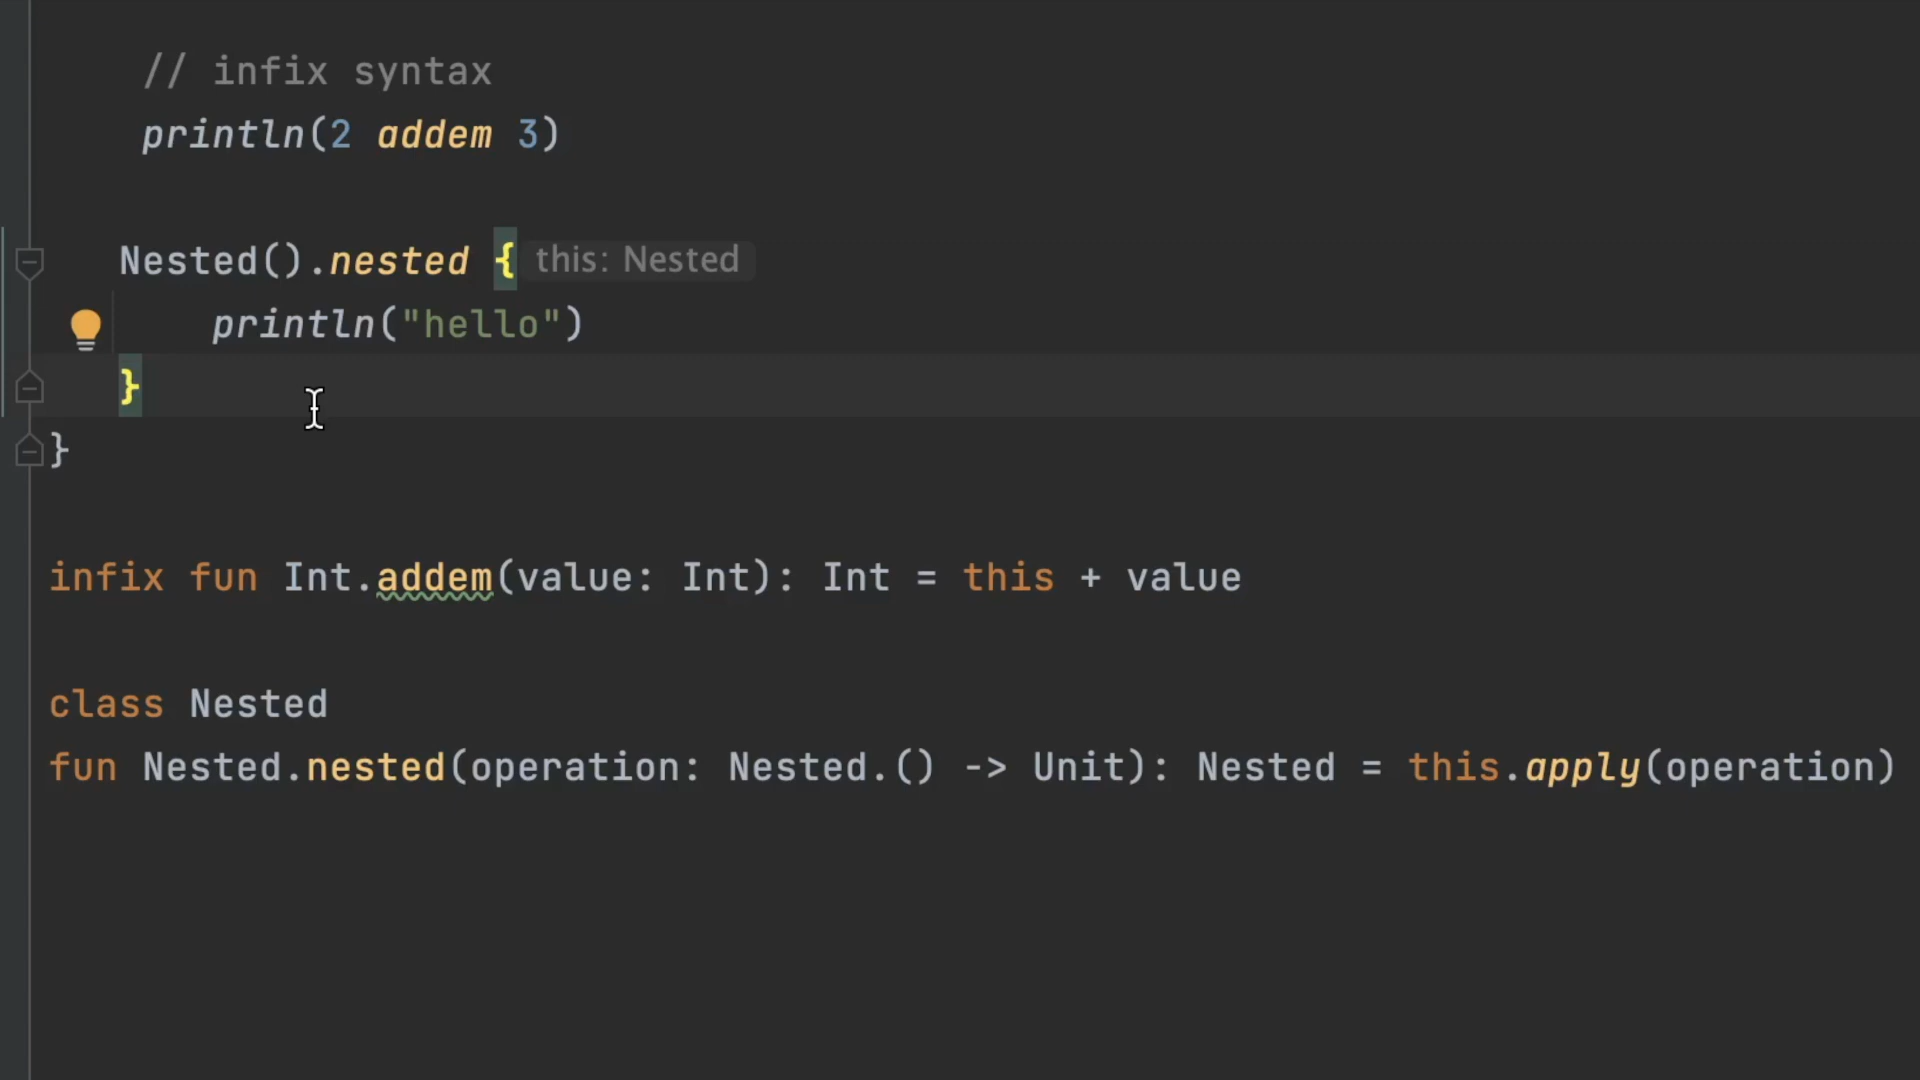 // infix syntax
println(2 addem 3)
Nested().nested { this: Nested
println("hello")
}
}
infix fun Int.addem(value: Int): Int = this + value
class Nested
fun Nested.nested(operation: Nested.() -> Unit): Nested = this.apply(operation)